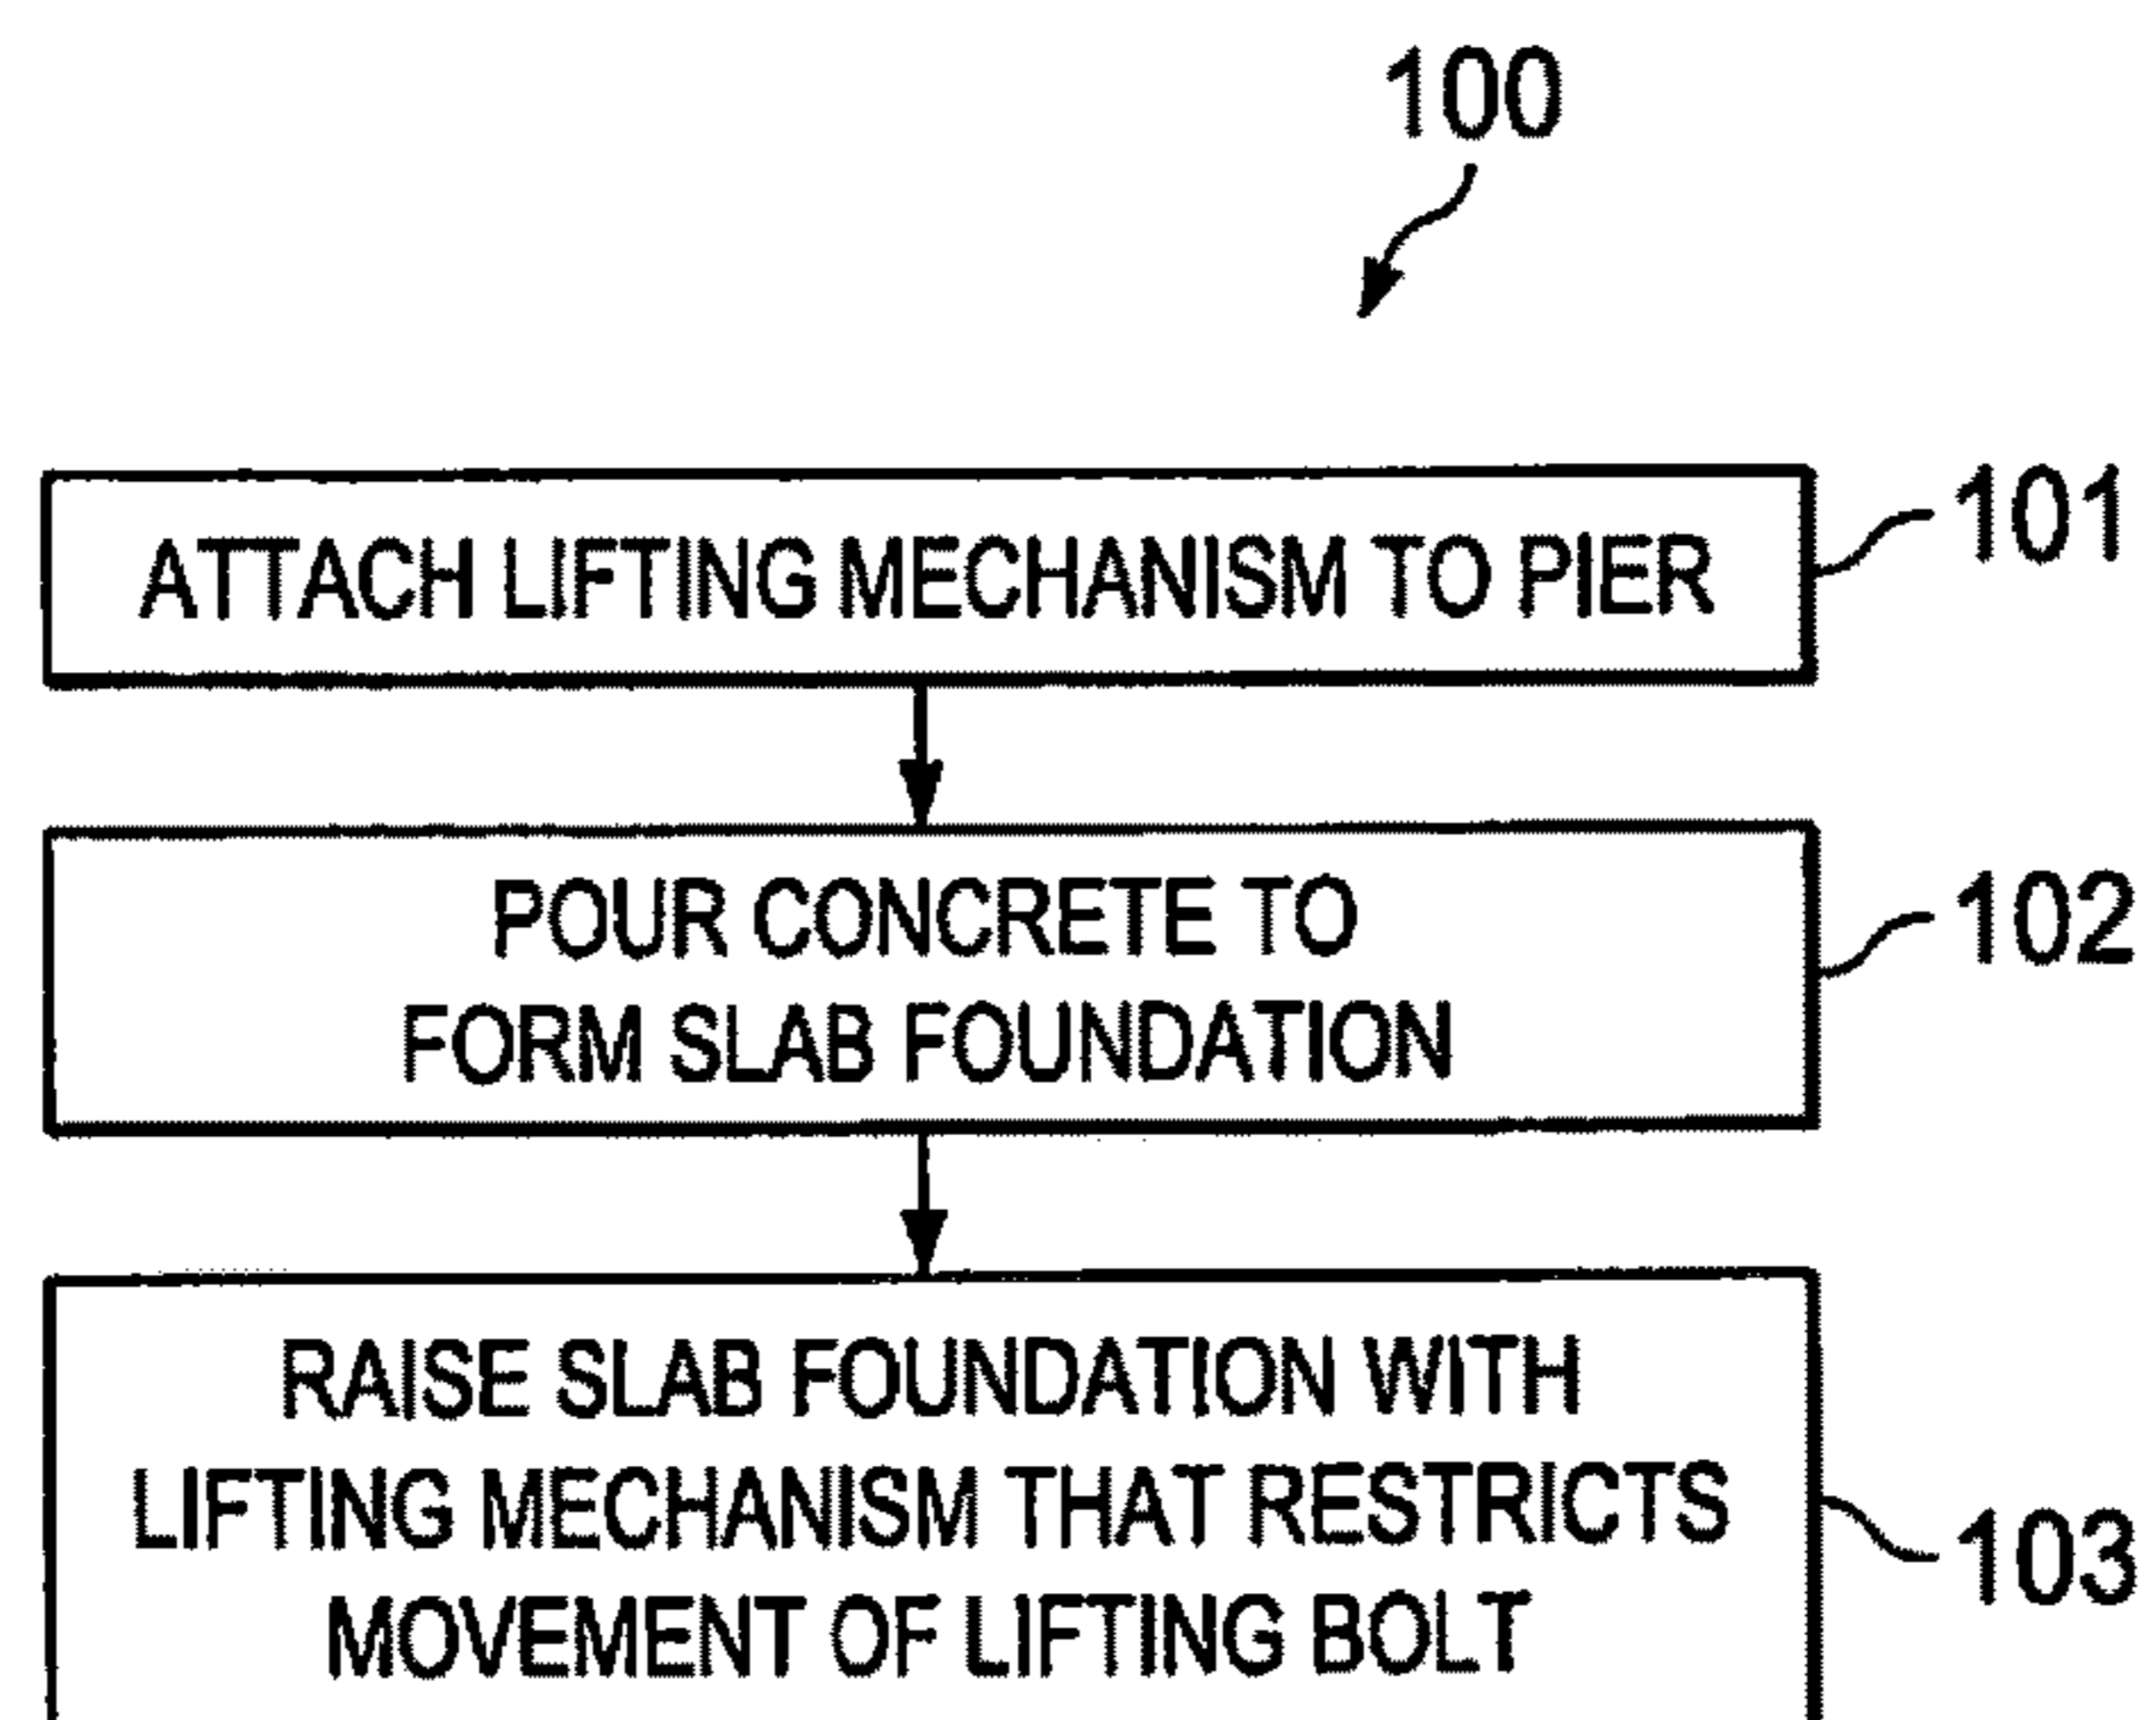 100
ATTACH LIFTING MECHANISM TO PIER
101
POUR CONCRETE TO
FORM SLAB FOUNDATION
102
RAISE SLAB FOUNDATION WITH
LIFTING MECHANISM THAT RESTRICTS
MOVEMENT OF LIFTING BOLT
103